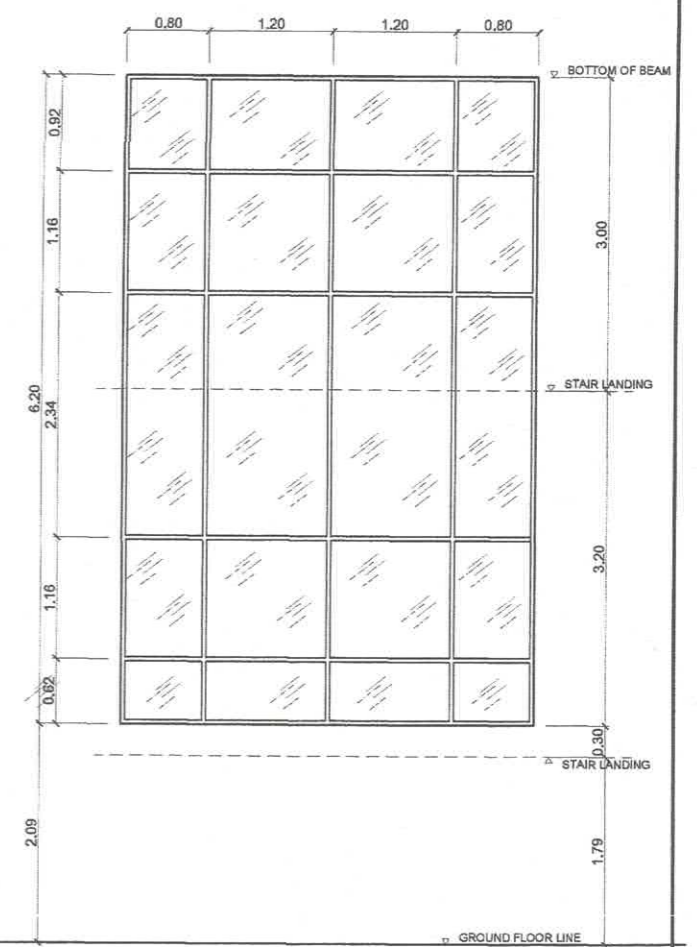 0.80 1.20 1.20 0.80
BOTTOM OF BEAM
0.92
1.16
3.00
STAIR LANDING
6.20
2.34
3.20
1.16
0.62
0.30
STAIR LANDING
2.09
1.79
GROUND FLOOR LINE